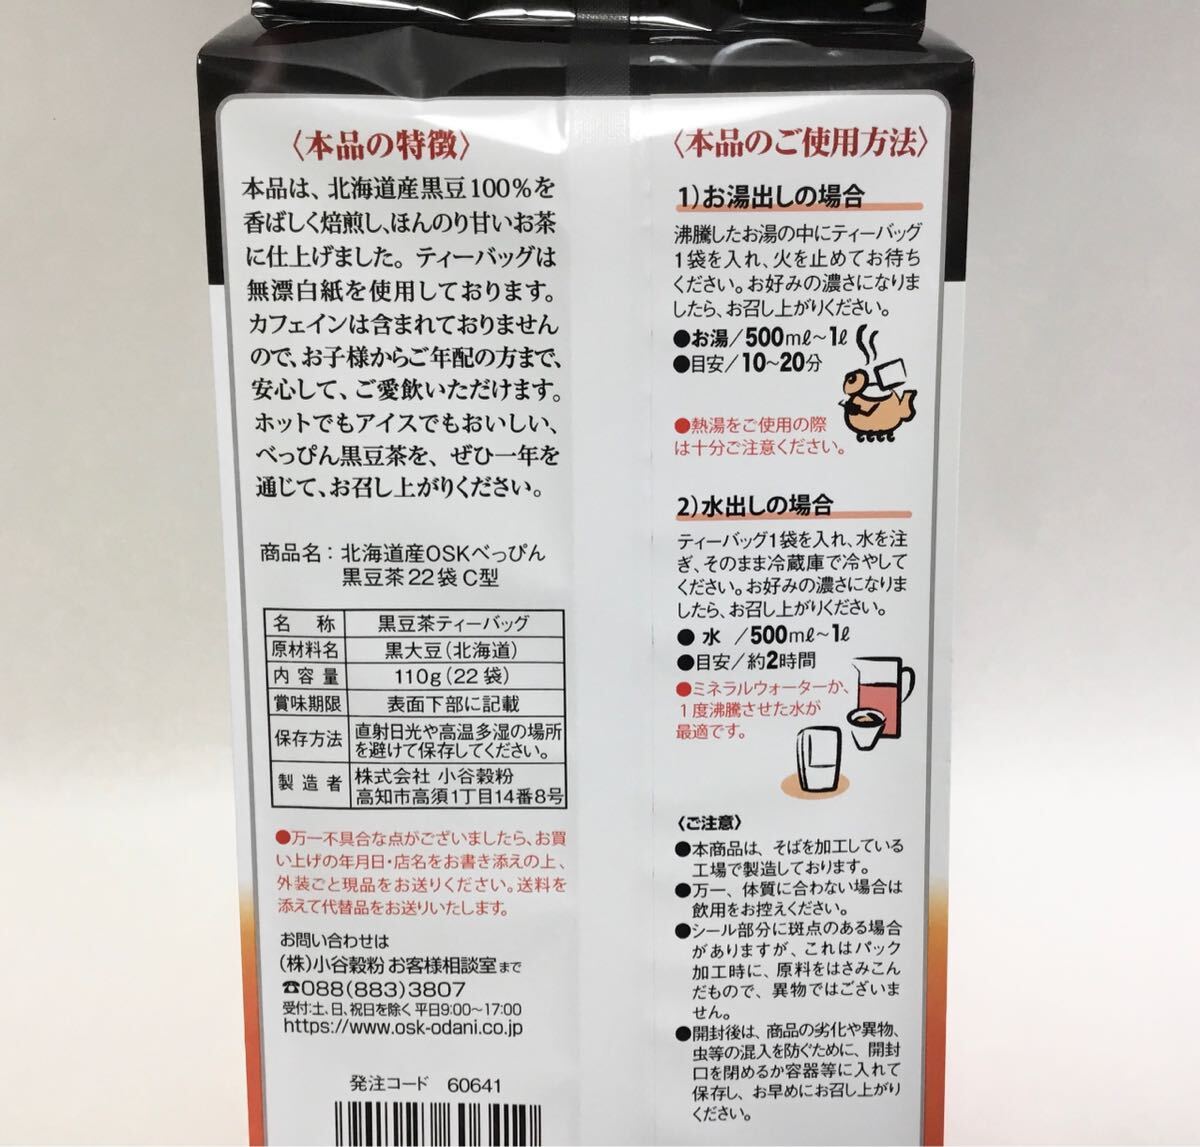 〈本品の特徴〉
本品は、北海道産黒豆100%を
香ばしく焙煎し、ほんのり甘いお茶
に仕上げました。ティーバッグは
無漂白紙を使用しております。
カフェインは含まれておりません
ので、お子様からご年配の方まで、
安心して、ご愛飲いただけます。
ホットでもアイスでもおいしい、
べっぴん黒豆茶を、ぜひ一年を
通じて、お召し上がりください。
商品名：北海道産OSKべっぴん
黒豆茶22袋 C型
名 称 黒豆茶ティーバッグ
原材料名 黒大豆(北海道)
内 容 量 110g(22袋)
賞味期限 表面下部に記載
保存方法 直射日光や高温多湿の場所
を避けて保存してください。
製 造 者 株式会社 小谷穀粉
高知市高須1丁目14番8号
●万一不具合な点がございましたら、お買
い上げの年月日・店名をお書き添えの上、
外装ごと現品をお送りください。送料を
添えて代替品をお送りいたします。
お問い合わせは
(株)小谷穀粉 お客様相談室まで
☎088(883)3807
受付:土、日、祝日を除く 平日9:00〜17:00
https://www.osk-odani.co.jp
発注コード 60641
〈本品のご使用方法〉
1)お湯出しの場合
沸騰したお湯の中にティーバッグ
1袋を入れ、火を止めてお待ち
ください。お好みの濃さになりま
したら、お召し上がりください。
●お湯/500mℓ〜1ℓ
●目安/10〜20分
●熱湯をご使用の際
は十分ご注意ください。
2)水出しの場合
ティーバッグ1袋を入れ、水を注
ぎ、そのまま冷蔵庫で冷やして
ください。お好みの濃さになりま
したら、お召し上がりください。
● 水 /500mℓ〜1ℓ
●目安/約2時間
●ミネラルウォーターか、
1度沸騰させた水が
最適です。
〈ご注意〉
●本商品は、そばを加工している
工場で製造しております。
●万一、体質に合わない場合は
飲用をお控えください。
●シール部分に斑点のある場合
がありますが、これはパック
加工時に、原料をはさみこん
だもので、異物ではございま
せん。
●開封後は、商品の劣化や異物、
虫等の混入を防ぐために、開封
口を閉めるか容器等に入れて
保存し、お早めにお召し上がり
ください。